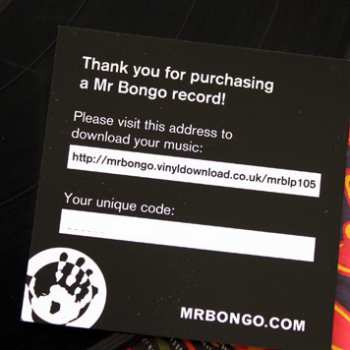 Thank you for purchasing
a Mr Bongo record!
Please visit this address to
download your music:
http://mrbongo.vinyldownload.co.uk/mrblp105
Your unique code:
MRBONGO.COM